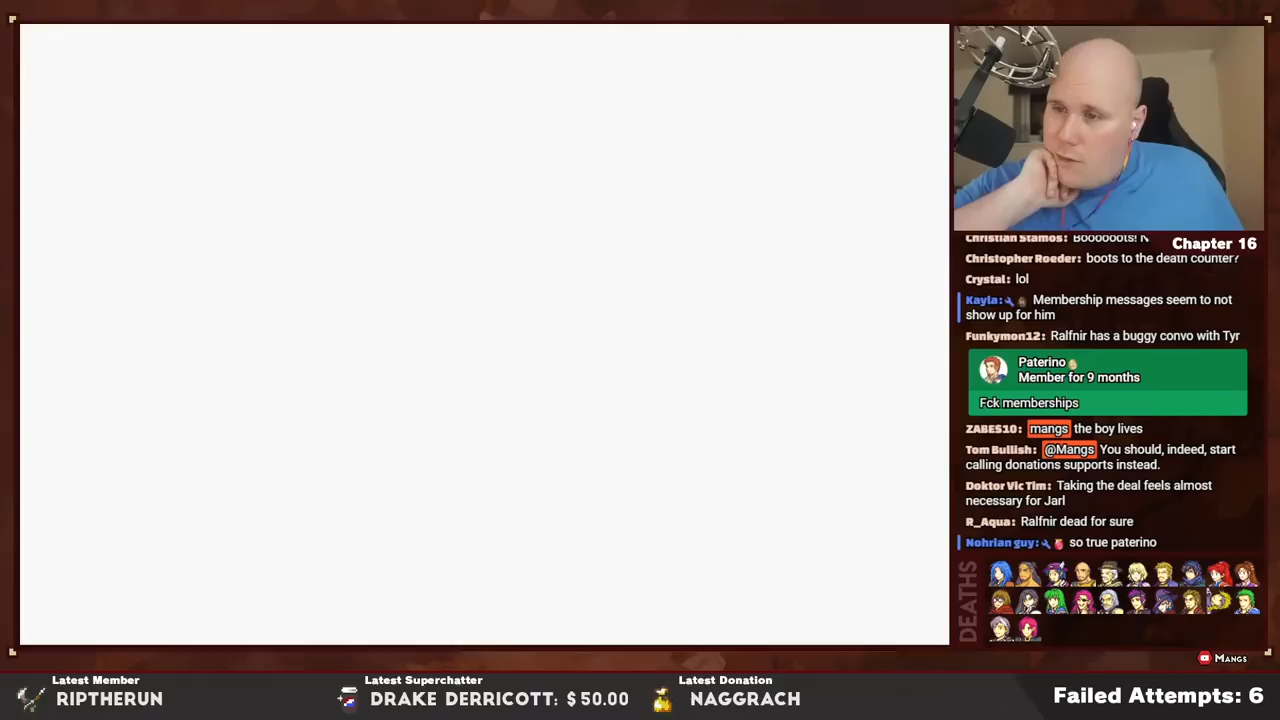 Christian Stamos: Boooooots! N
Chapter 16
Christopher Roeder: boots to the death counter?
Crystal: lol
Kayla: Membership messages seem to not
show up for him
Funkymon12: Ralfnir has a buggy convo with Tyr
Paterino
Member for 9 months
Fck memberships
ZABES10: mangs the boy lives
Tom Bullish: @Mangs You should, indeed, start
calling donations supports instead.
Doktor Vic Tim: Taking the deal feels almost
necessary for Jarl
R_Aqua: Ralfnir dead for sure
Nohrian guy: so true paterino
DEATHS
MANGS
Latest Member
RIPTHERUN
Latest Superchatter
DRAKE DERRICOTT: $50.00
Latest Donation
NAGGRACH
Failed Attempts: 6